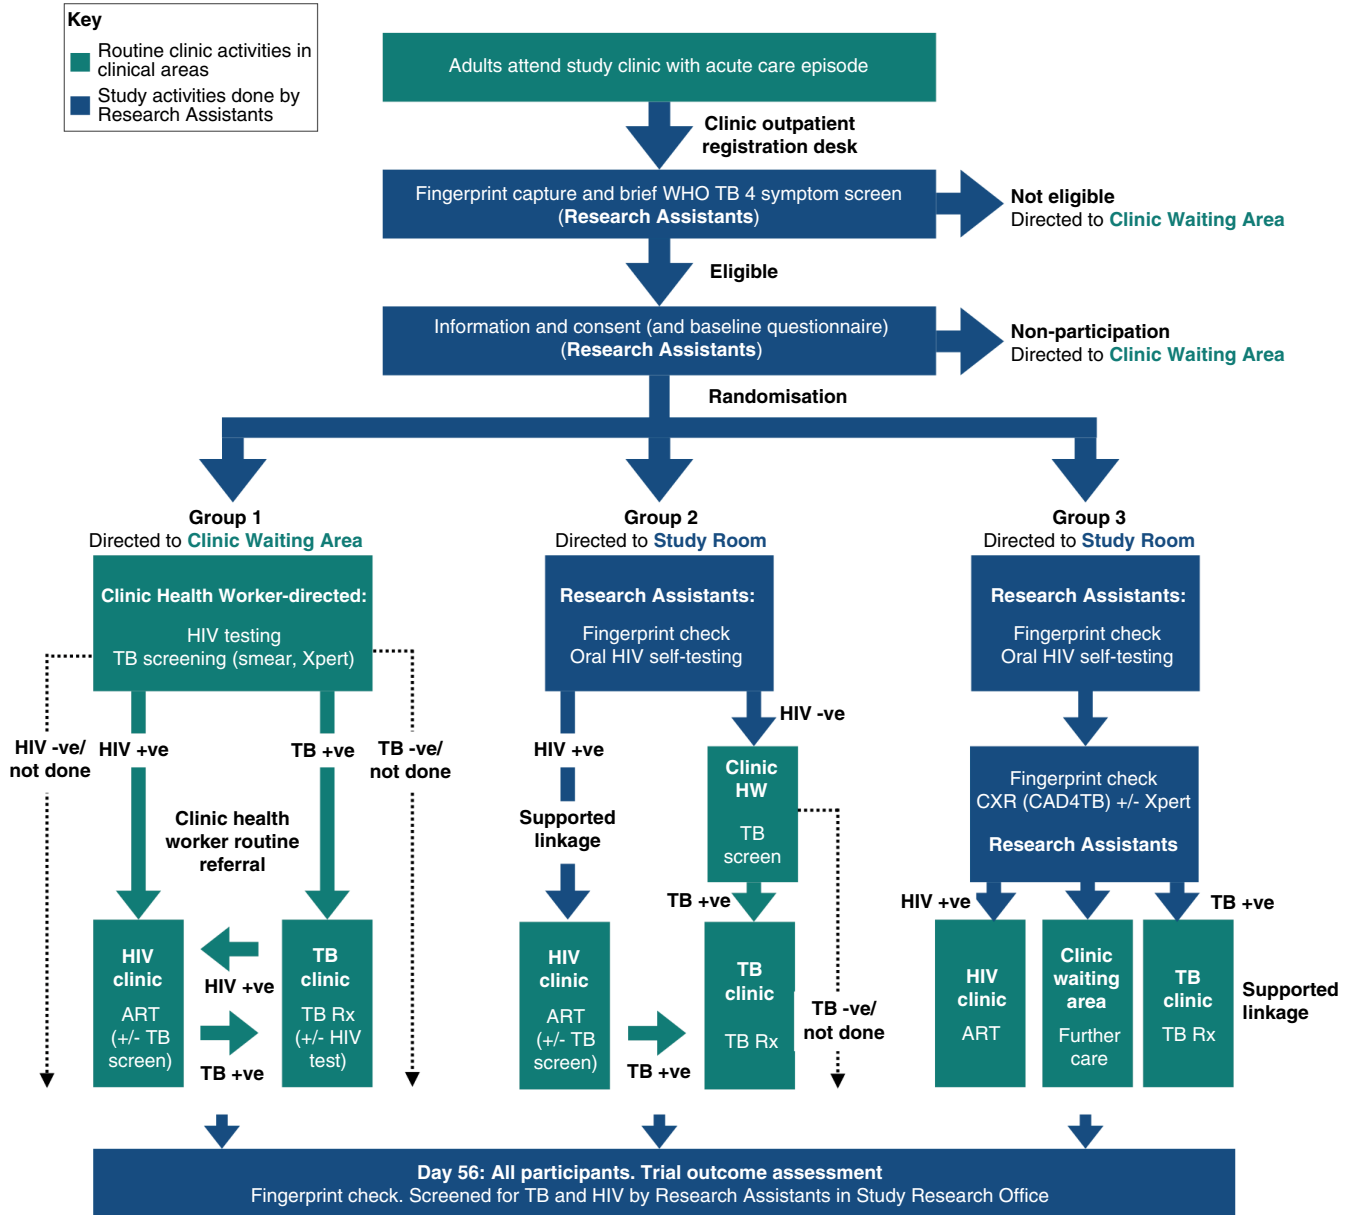 Key
Routine clinic activities in
clinical areas
Study activities done by
Research Assistants
Adults attend study clinic with acute care episode
Clinic outpatient
registration desk
Fingerprint capture and brief WHO TB 4 symptom screen
(Research Assistants)
Not eligible
Directed to Clinic Waiting Area
Eligible
Information and consent (and baseline questionnaire)
(Research Assistants)
Non-participation
Directed to Clinic Waiting Area
Randomisation
Group 1
Directed to Clinic Waiting Area
Clinic Health Worker-directed:
HIV testing
TB screening (smear, Xpert)
HIV -ve/
not done
HIV +ve
TB +ve
TB -ve/
not done
Clinic health
worker routine
referral
HIV
clinic
ART
(+/- TB
screen)
HIV +ve
TB +ve
TB
clinic
TB Rx
(+/- HIV
test)
Group 2
Directed to Study Room
Research Assistants:
Fingerprint check
Oral HIV self-testing
HIV +ve
Supported
linkage
HIV -ve
Clinic
HW
TB
screen
TB +ve
HIV
clinic
ART
(+/- TB
screen)
TB +ve
TB
clinic
TB Rx
TB -ve/
not done
Group 3
Directed to Study Room
Research Assistants:
Fingerprint check
Oral HIV self-testing
Fingerprint check
CXR (CAD4TB) +/- Xpert
Research Assistants
HIV +ve
TB +ve
HIV
clinic
ART
Clinic
waiting
area
Further
care
TB
clinic
TB Rx
Supported
linkage
Day 56: All participants. Trial outcome assessment
Fingerprint check. Screened for TB and HIV by Research Assistants in Study Research Office